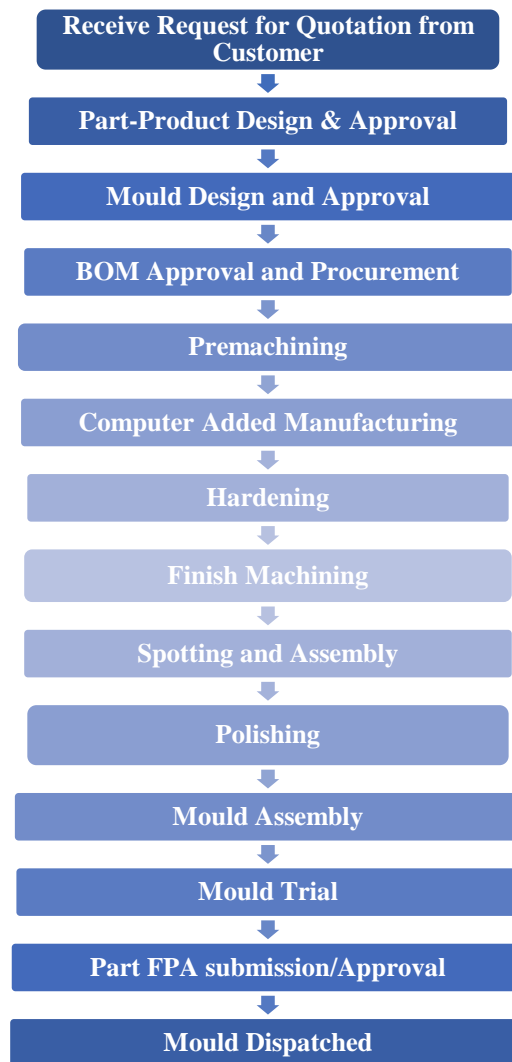 Receive Request for Quotation from
Customer
Part-Product Design & Approval
Mould Design and Approval
BOM Approval and Procurement
Premachining
Computer Added Manufacturing
Hardening
Finish Machining
Spotting and Assembly
Polishing
Mould Assembly
Mould Trial
Part FPA submission/Approval
Mould Dispatched